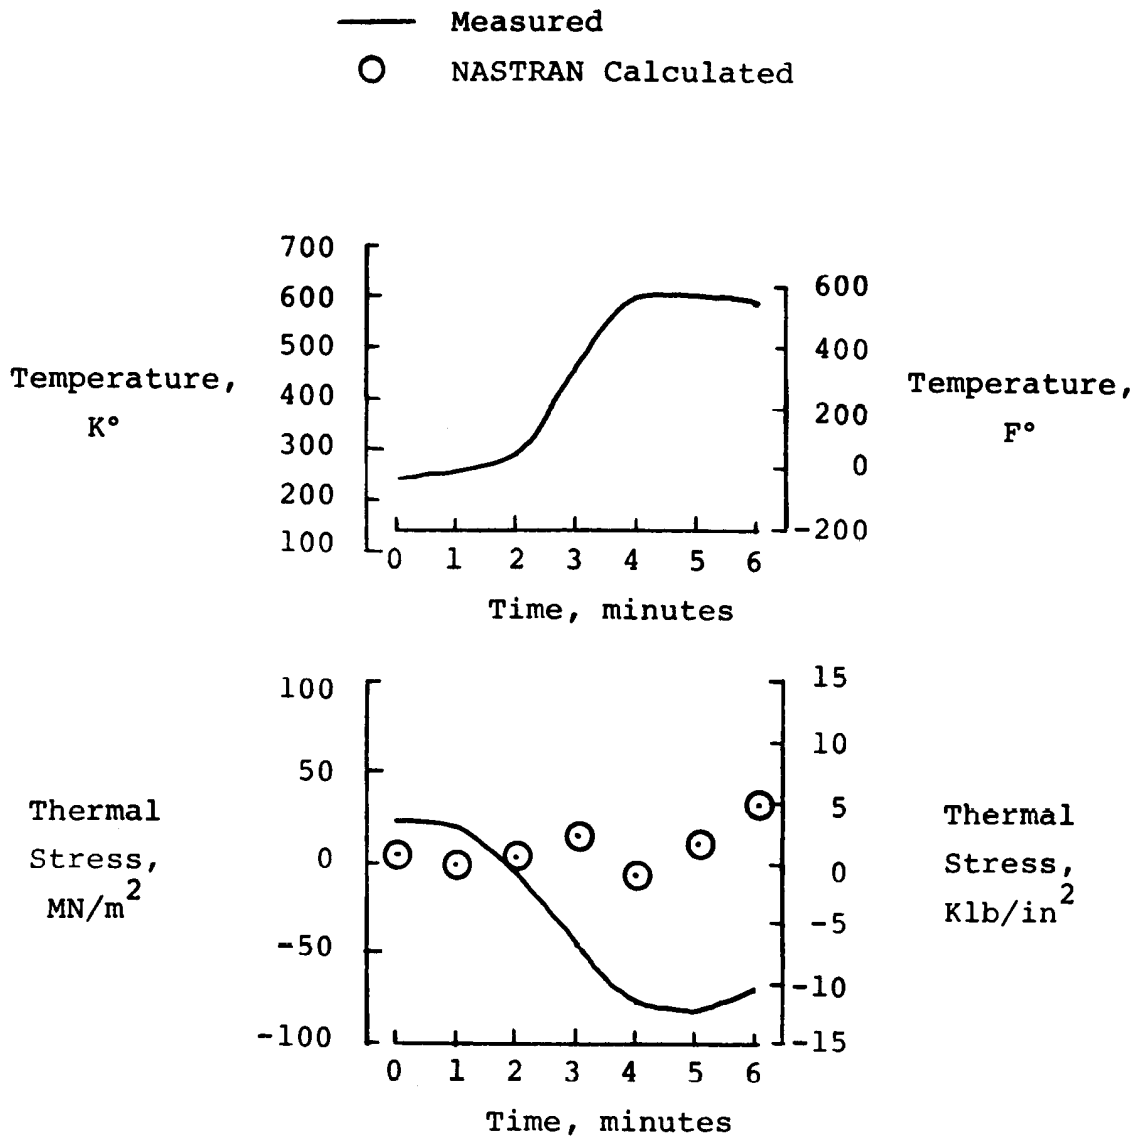 Measured
NASTRAN Calculated
700
600
500
400
300
200
100
Temperature,
K°
600
400
200
0
-200
Temperature,
F°
0 1 2 3 4 5 6
Time, minutes
100
50
0
-50
-100
Thermal
Stress,
MN/m²
15
10
5
0
-5
-10
-15
Thermal
Stress,
Klb/in²
0 1 2 3 4 5 6
Time, minutes